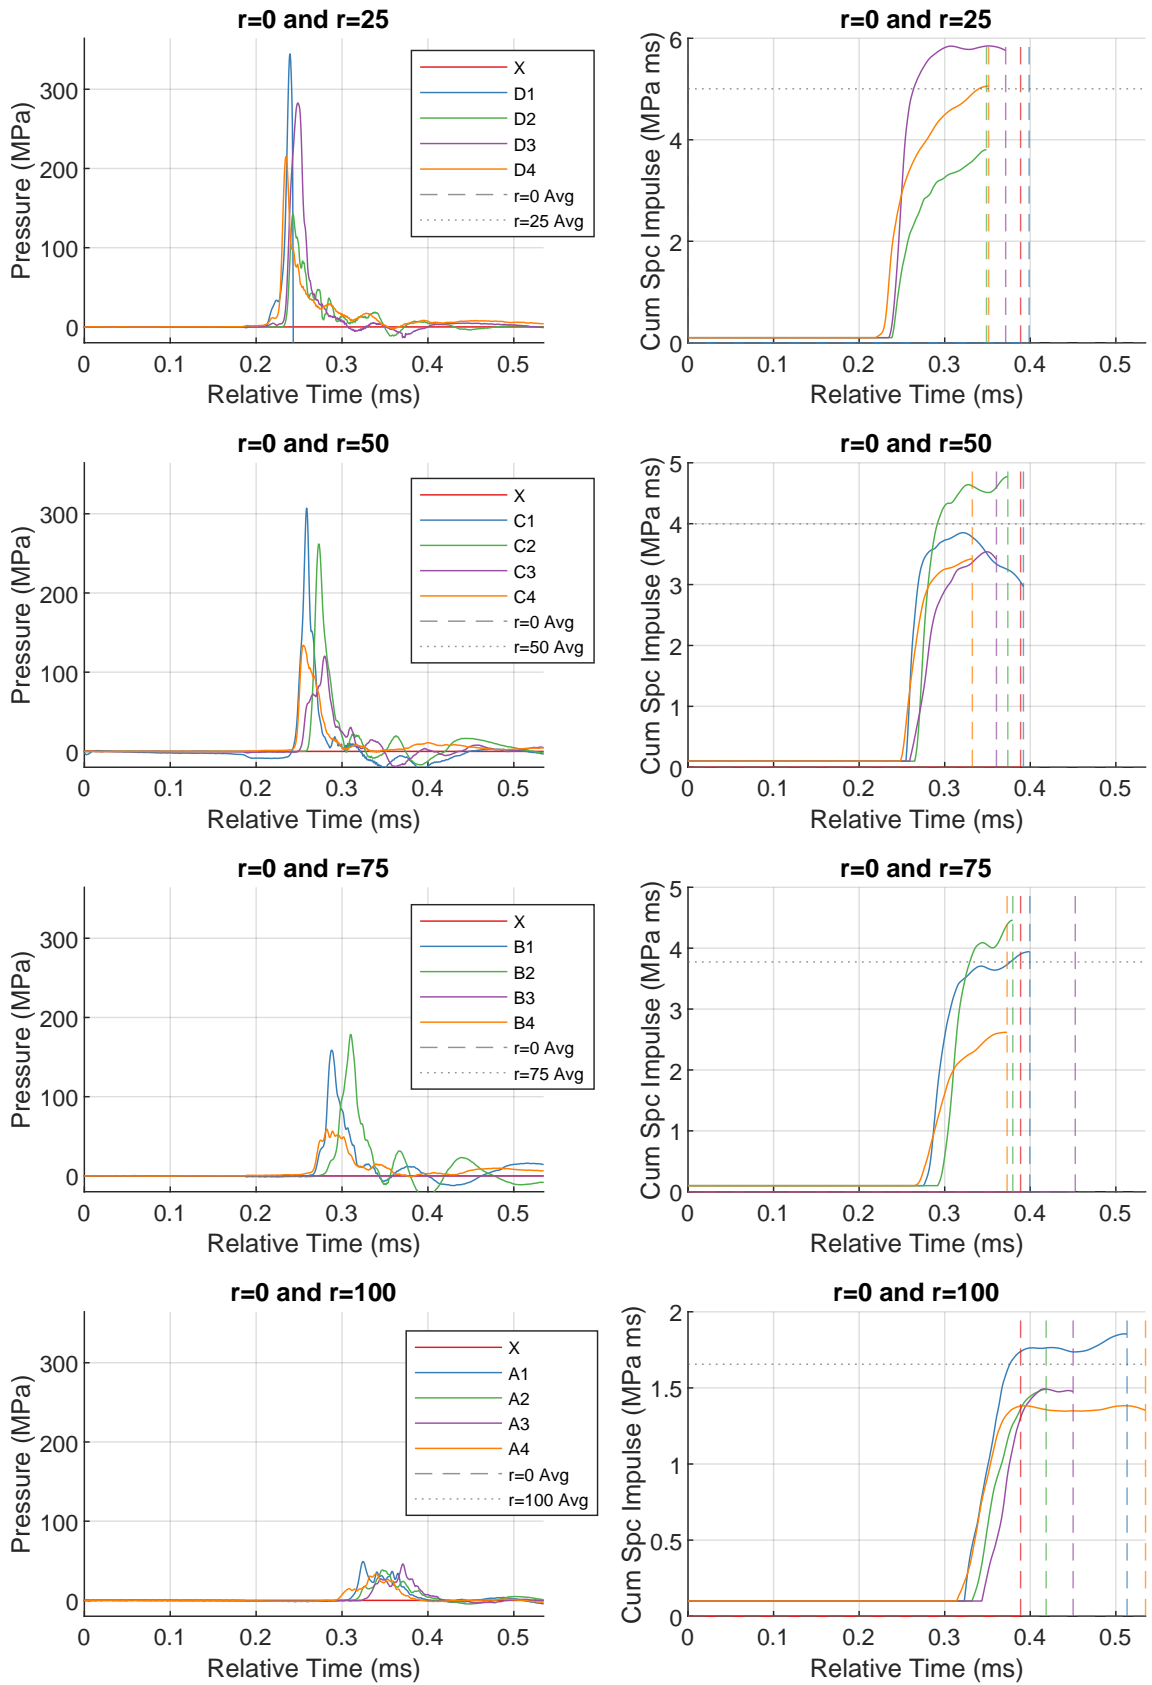 r=0 and r=25
Pressure (MPa)
300
200
100
0
0
0.1
0.2
0.3
0.4
0.5
Relative Time (ms)
X
D1
D2
D3
D4
r=0 Avg
r=25 Avg
r=0 and r=25
Cum Spc Impulse (MPa ms)
6
4
2
0
0
0.1
0.2
0.3
0.4
0.5
Relative Time (ms)
r=0 and r=50
Pressure (MPa)
300
200
100
0
0
0.1
0.2
0.3
0.4
0.5
Relative Time (ms)
X
C1
C2
C3
C4
r=0 Avg
r=50 Avg
r=0 and r=50
Cum Spc Impulse (MPa ms)
5
4
3
2
1
0
0
0.1
0.2
0.3
0.4
0.5
Relative Time (ms)
r=0 and r=75
Pressure (MPa)
300
200
100
0
0
0.1
0.2
0.3
0.4
0.5
Relative Time (ms)
X
B1
B2
B3
B4
r=0 Avg
r=75 Avg
r=0 and r=75
Cum Spc Impulse (MPa ms)
5
4
3
2
1
0
0
0.1
0.2
0.3
0.4
0.5
Relative Time (ms)
r=0 and r=100
Pressure (MPa)
300
200
100
0
0
0.1
0.2
0.3
0.4
0.5
Relative Time (ms)
X
A1
A2
A3
A4
r=0 Avg
r=100 Avg
r=0 and r=100
Cum Spc Impulse (MPa ms)
2
1.5
1
0.5
0
0
0.1
0.2
0.3
0.4
0.5
Relative Time (ms)